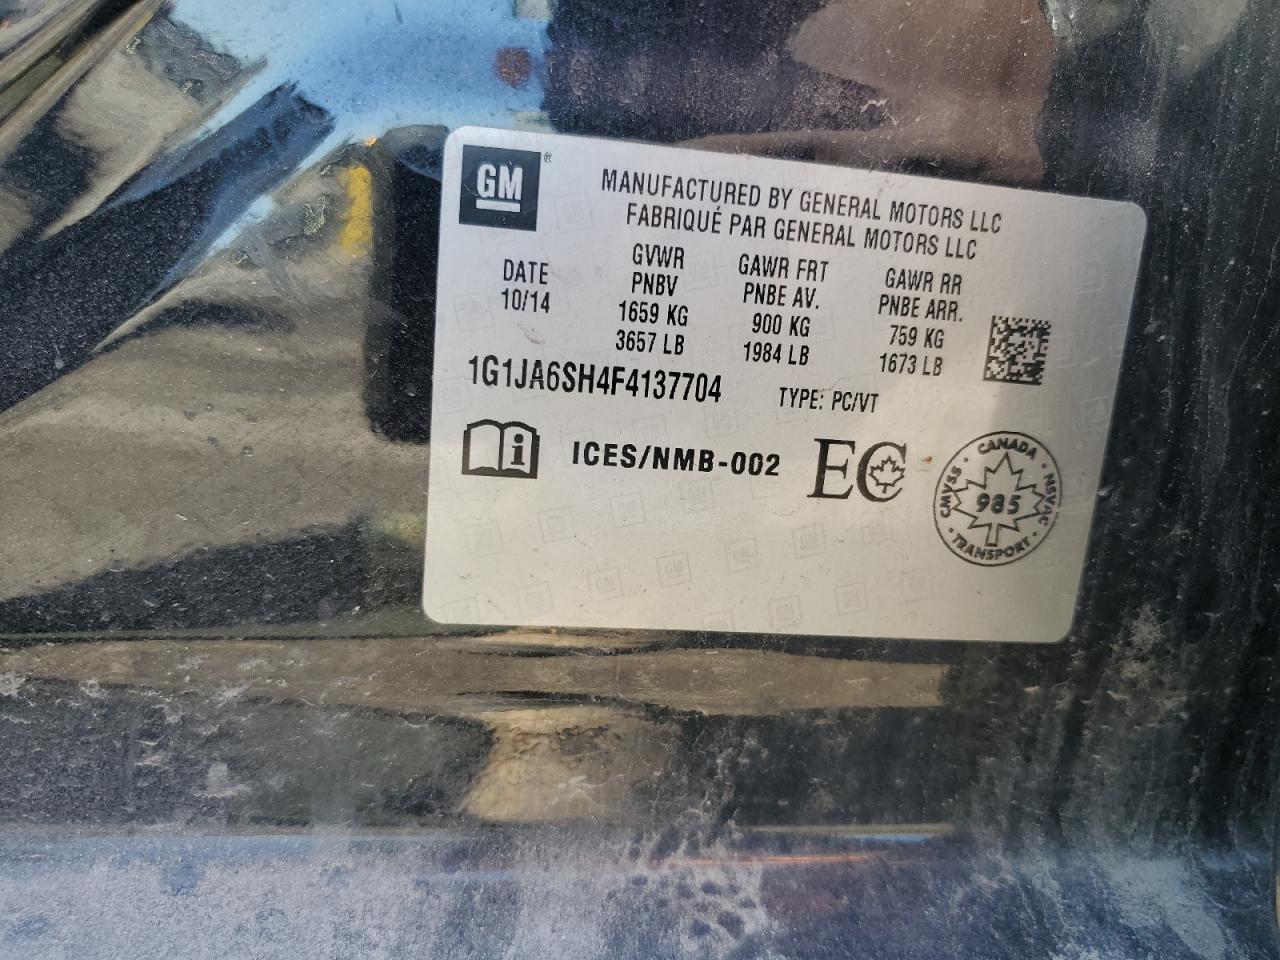 GM ®
MANUFACTURED BY GENERAL MOTORS LLC
FABRIQUÉ PAR GENERAL MOTORS LLC
DATE
10/14
GVWR
PNBV
1659 KG
3657 LB
GAWR FRT
PNBE AV.
900 KG
1984 LB
GAWR RR
PNBE ARR.
759 KG
1673 LB
1G1JA6SH4F4137704
TYPE: PC/VT
i ICES/NMB-002 EC
CANADA
CMVSS 985 NSVAC
TRANSPORT